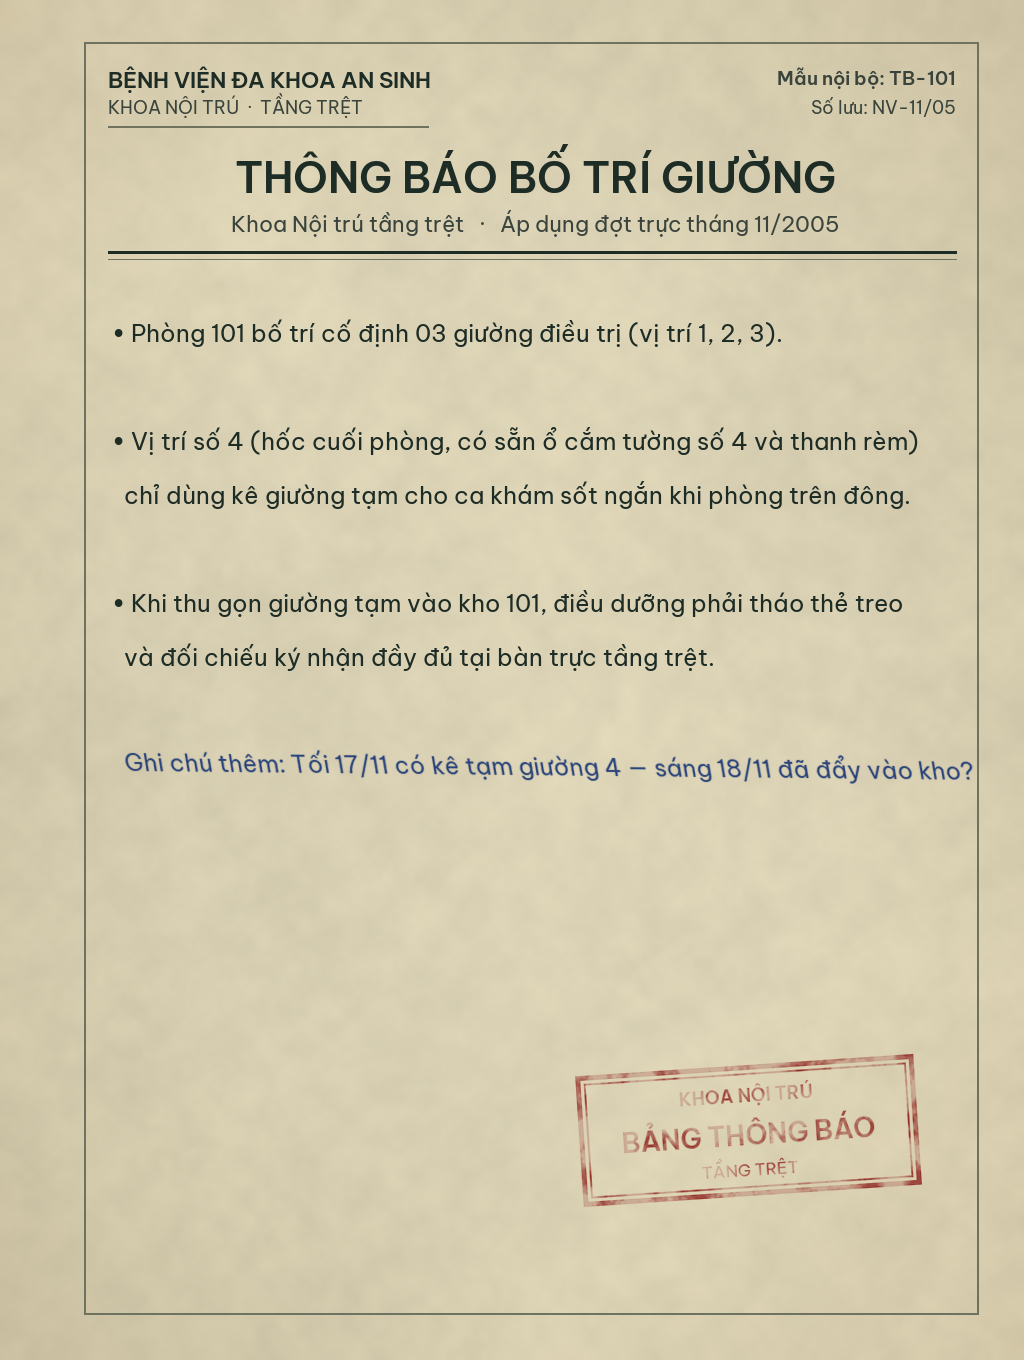 BỆNH VIỆN ĐA KHOA AN SINH
KHOA NỘI TRÚ · TẦNG TRỆT
Mẫu nội bộ: TB-101
Số lưu: NV-11/05
THÔNG BÁO BỐ TRÍ GIƯỜNG
Khoa Nội trú tầng trệt · Áp dụng đợt trực tháng 11/2005
• Phòng 101 bố trí cố định 03 giường điều trị (vị trí 1, 2, 3).
• Vị trí số 4 (hốc cuối phòng, có sẵn ổ cắm tường số 4 và thanh rèm)
chỉ dùng kê giường tạm cho ca khám sốt ngắn khi phòng trên đông.
• Khi thu gọn giường tạm vào kho 101, điều dưỡng phải tháo thẻ treo
và đối chiếu ký nhận đầy đủ tại bàn trực tầng trệt.
Ghi chú thêm: Tối 17/11 có kê tạm giường 4 — sáng 18/11 đã đẩy vào kho?
KHOA NỘI TRÚ
BẢNG THÔNG BÁO
TẦNG TRỆT